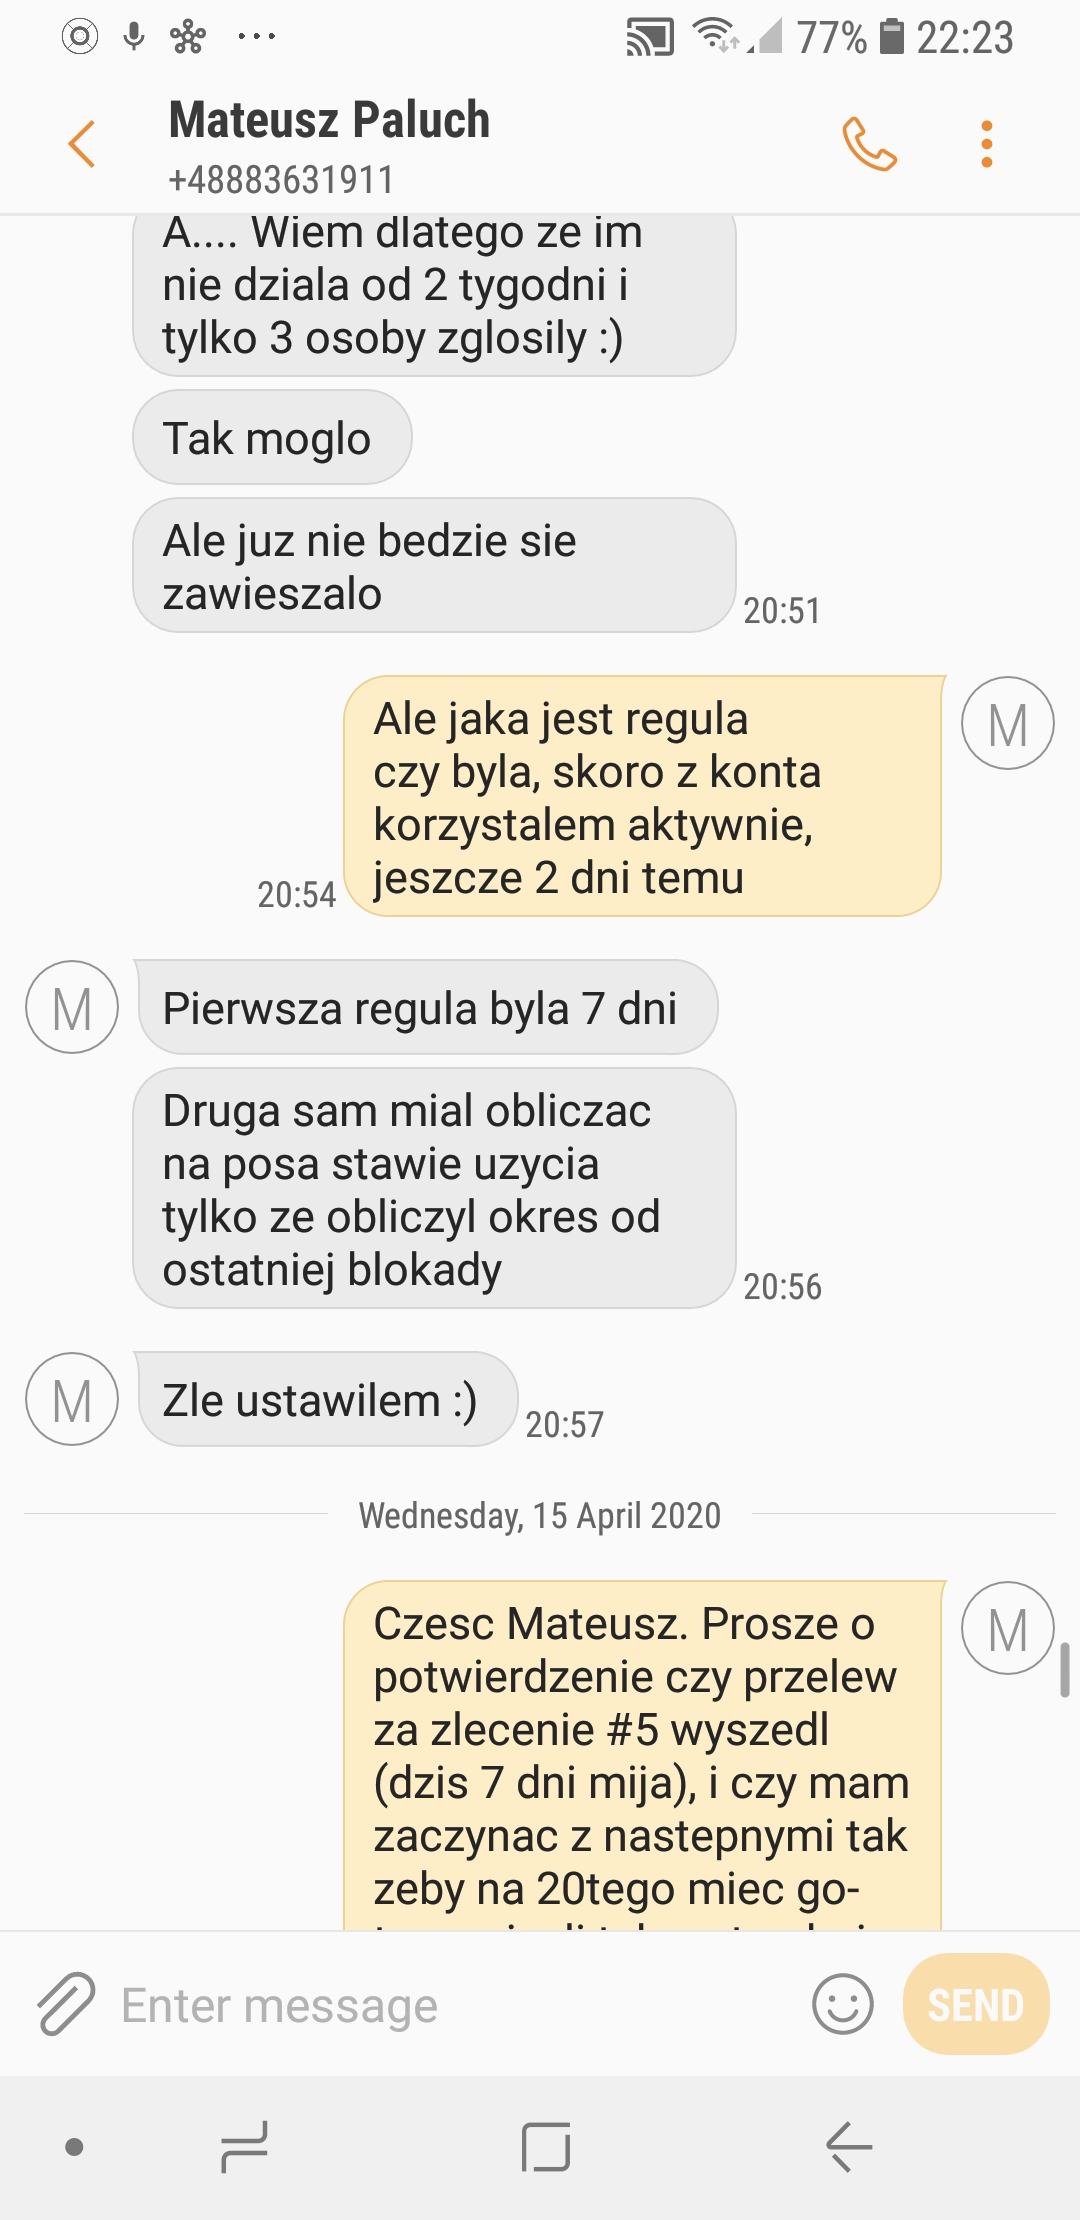 77% 22:23
Mateusz Paluch
+48883631911
A.... Wiem dlatego ze im
nie dziala od 2 tygodni i
tylko 3 osoby zglosily :)
Tak moglo
Ale juz nie bedzie sie
zawieszalo
20:51
Ale jaka jest regula
czy byla, skoro z konta
korzystalem aktywnie,
jeszcze 2 dni temu
20:54
M
M
Pierwsza regula byla 7 dni
Druga sam mial obliczac
na posa stawie uzycia
tylko ze obliczyl okres od
ostatniej blokady
20:56
M
Zle ustawilem :)
20:57
Wednesday, 15 April 2020
Czesc Mateusz. Prosze o
potwierdzenie czy przelew
za zlecenie #5 wyszedl
(dzis 7 dni mija), i czy mam
zaczynac z nastepnymi tak
zeby na 20tego miec go-
M
Enter message
SEND